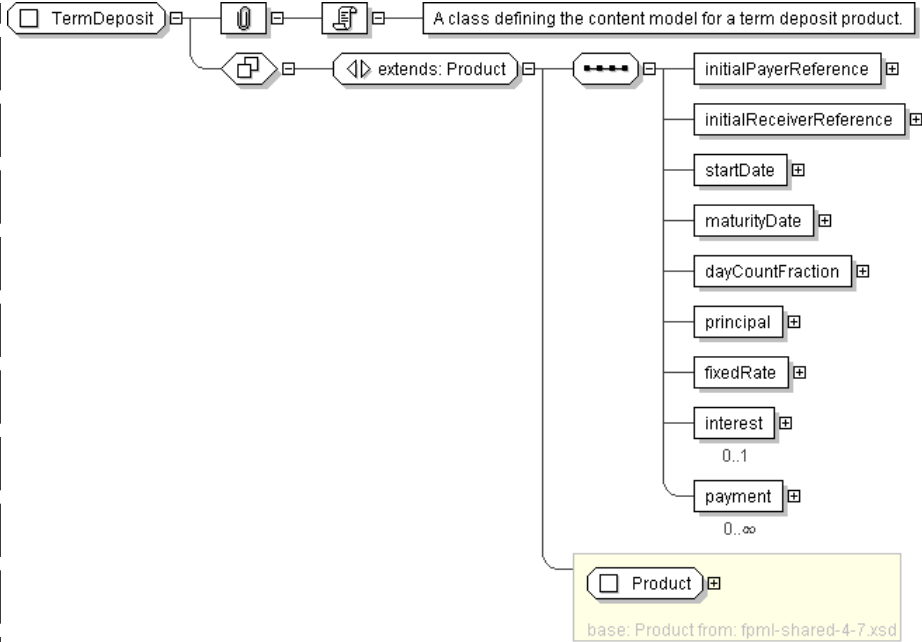 TermDeposit
A class defining the content model for a term deposit product.
extends: Product
initialPayerReference
initialReceiverReference
startDate
maturityDate
dayCountFraction
principal
fixedRate
interest
0..1
payment
0..∞
Product
base: Product from: fpml-shared-4-7.xsd